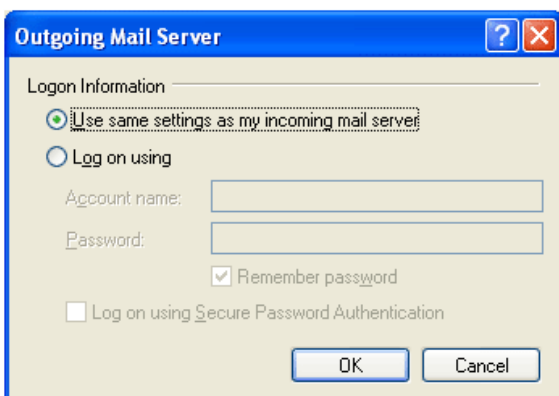 Outgoing Mail Server
Logon Information
Use same settings as my incoming mail server
Log on using
Account name:
Password:
Remember password
Log on using Secure Password Authentication
OK Cancel